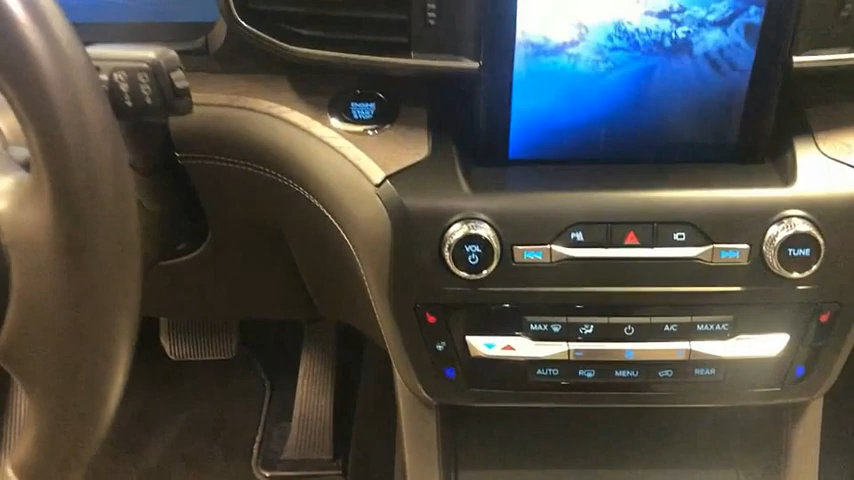 ENGINE
START
STOP
VOL
TUNE
MAX A/C MAX A/C
AUTO R MENU REAR